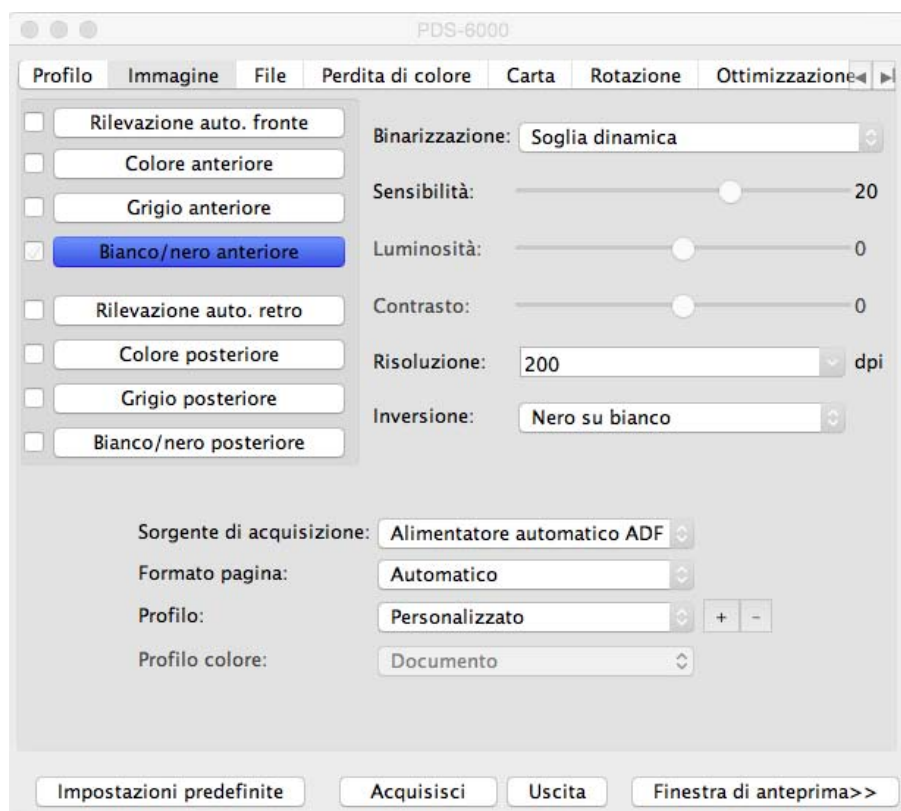 PDS-6000
Profilo Immagine File Perdita di colore Carta Rotazione Ottimizzazione
Rilevazione auto. fronte
Colore anteriore
Grigio anteriore
Bianco/nero anteriore
Rilevazione auto. retro
Colore posteriore
Grigio posteriore
Bianco/nero posteriore
Binarizzazione: Soglia dinamica
Sensibilità: 20
Luminosità: 0
Contrasto: 0
Risoluzione: 200 dpi
Inversione: Nero su bianco
Sorgente di acquisizione: Alimentatore automatico ADF
Formato pagina: Automatico
Profilo: Personalizzato + -
Profilo colore: Documento
Impostazioni predefinite Acquisisci Uscita Finestra di anteprima>>